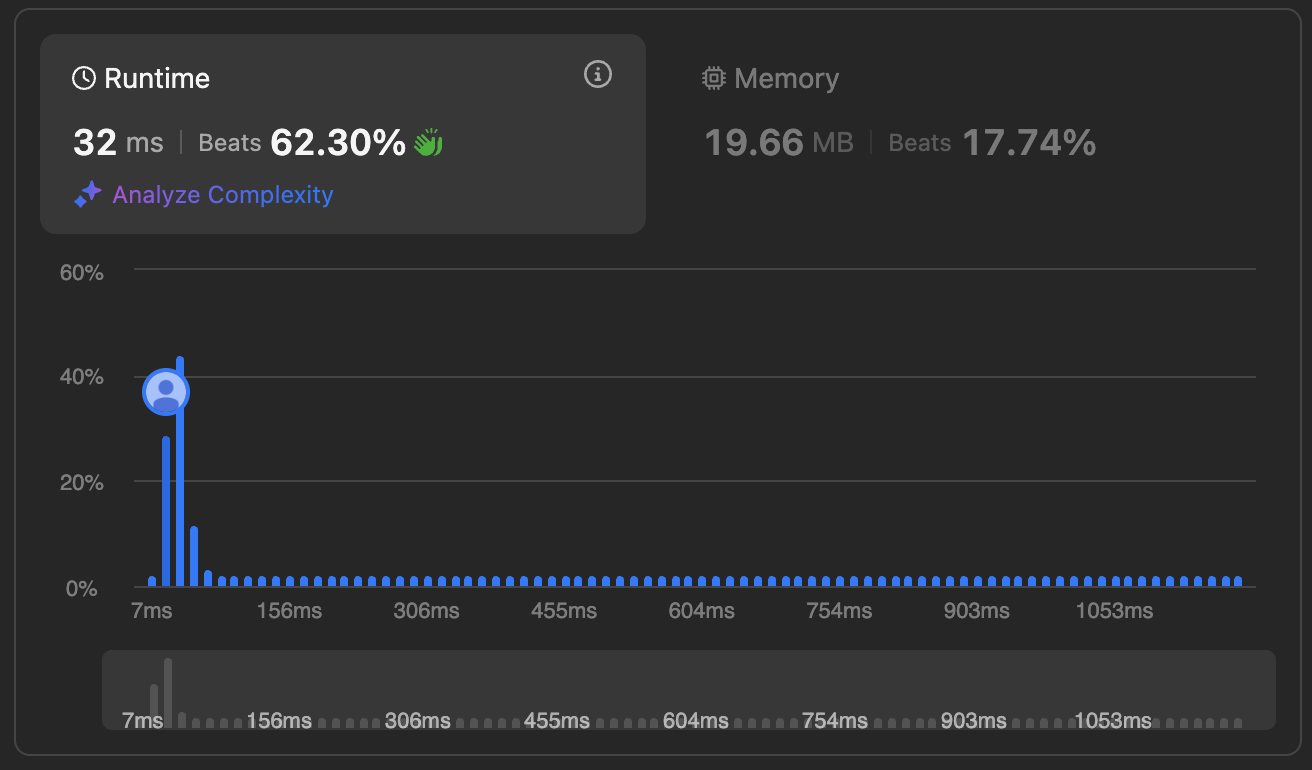 Runtime
32 ms | Beats 62.30%
Analyze Complexity
Memory
19.66 MB | Beats 17.74%
60%
40%
20%
0%
7ms 156ms 306ms 455ms 604ms 754ms 903ms 1053ms
7ms 156ms 306ms 455ms 604ms 754ms 903ms 1053ms